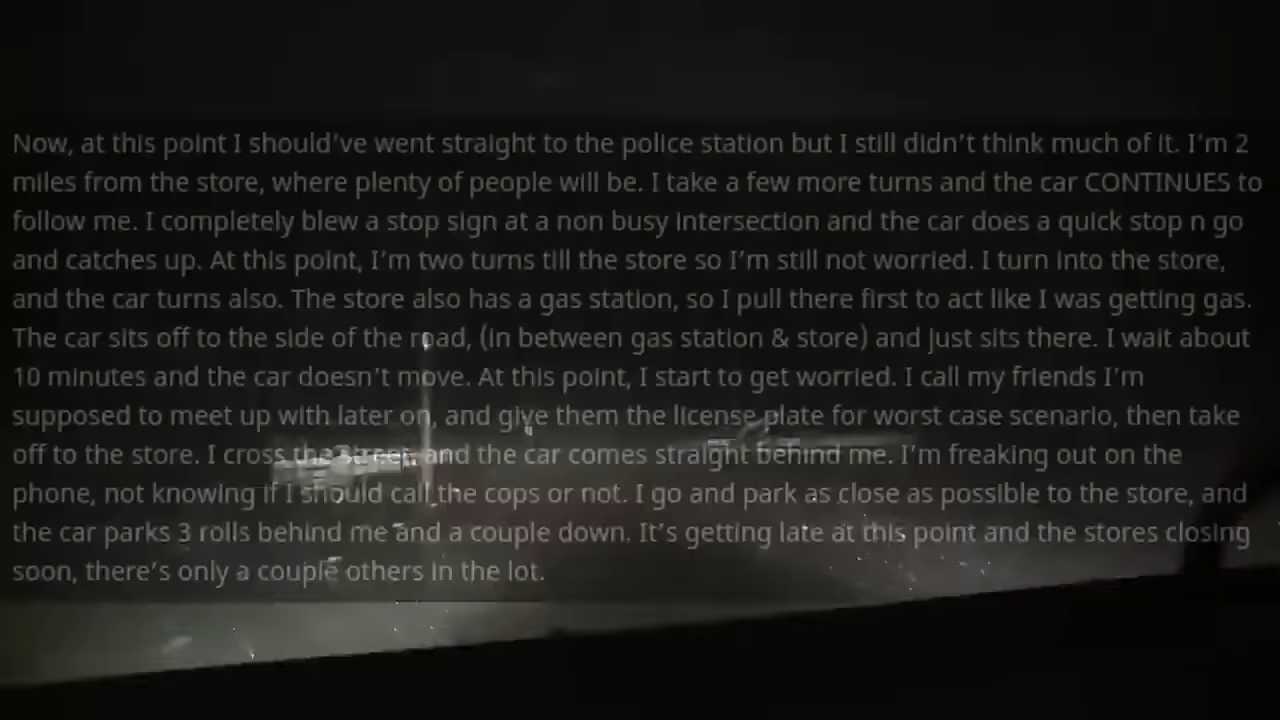 Now, at this point I should’ve went straight to the police station but I still didn’t think much of it. I’m 2
miles from the store, where plenty of people will be. I take a few more turns and the car CONTINUES to
follow me. I completely blew a stop sign at a non busy intersection and the car does a quick stop n go
and catches up. At this point, I’m two turns till the store so I’m still not worried. I turn into the store,
and the car turns also. The store also has a gas station, so I pull there first to act like I was getting gas.
The car sits off to the side of the road, (in between gas station & store) and just sits there. I wait about
10 minutes and the car doesn’t move. At this point, I start to get worried. I call my friends I’m
supposed to meet up with later on, and give them the license plate for worst case scenario, then take
off to the store. I cross the street and the car comes straight behind me. I’m freaking out on the
phone, not knowing if I should call the cops or not. I go and park as close as possible to the store, and
the car parks 3 rolls behind me and a couple down. It’s getting late at this point and the stores closing
soon, there’s only a couple others in the lot.